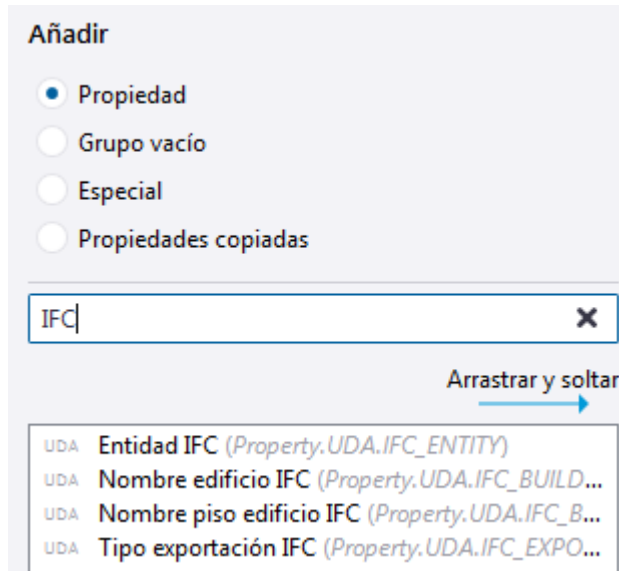 Añadir
Propiedad
Grupo vacío
Especial
Propiedades copiadas
IFC
Arrastrar y soltar
UDA Entidad IFC (Property.UDA.IFC_ENTITY)
UDA Nombre edificio IFC (Property.UDA.IFC_BUILD...
UDA Nombre piso edificio IFC (Property.UDA.IFC_B...
UDA Tipo exportación IFC (Property.UDA.IFC_EXPO...